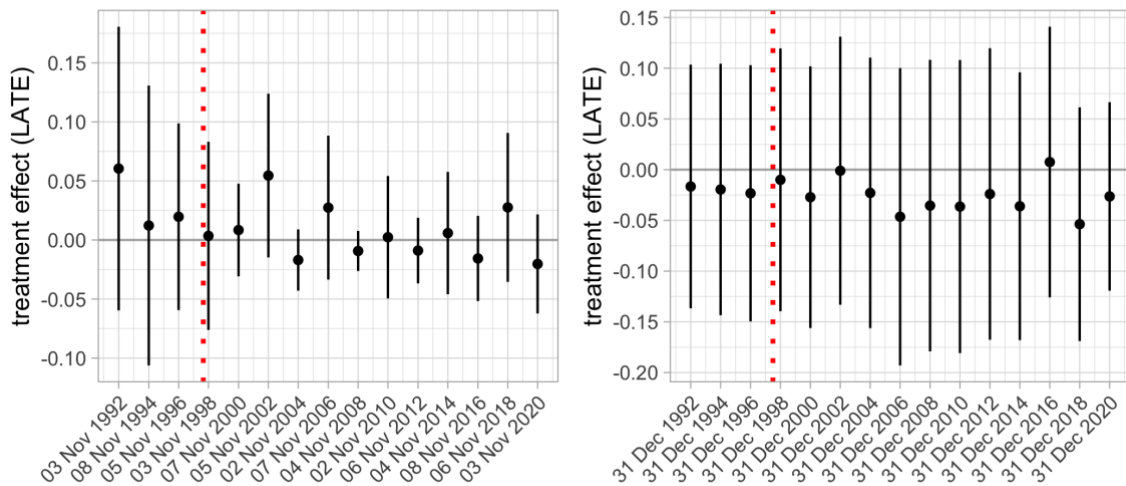 treatment effect (LATE)
0.15
0.10
0.05
0.00
-0.05
-0.10
03 Nov 1992
08 Nov 1994
05 Nov 1996
03 Nov 1998
07 Nov 2000
05 Nov 2002
02 Nov 2004
07 Nov 2006
04 Nov 2008
02 Nov 2010
06 Nov 2012
04 Nov 2014
08 Nov 2016
06 Nov 2018
03 Nov 2020
treatment effect (LATE)
0.15
0.10
0.05
0.00
-0.05
-0.10
-0.15
-0.20
31 Dec 1992
31 Dec 1994
31 Dec 1996
31 Dec 1998
31 Dec 2000
31 Dec 2002
31 Dec 2004
31 Dec 2006
31 Dec 2008
31 Dec 2010
31 Dec 2012
31 Dec 2014
31 Dec 2016
31 Dec 2018
31 Dec 2020